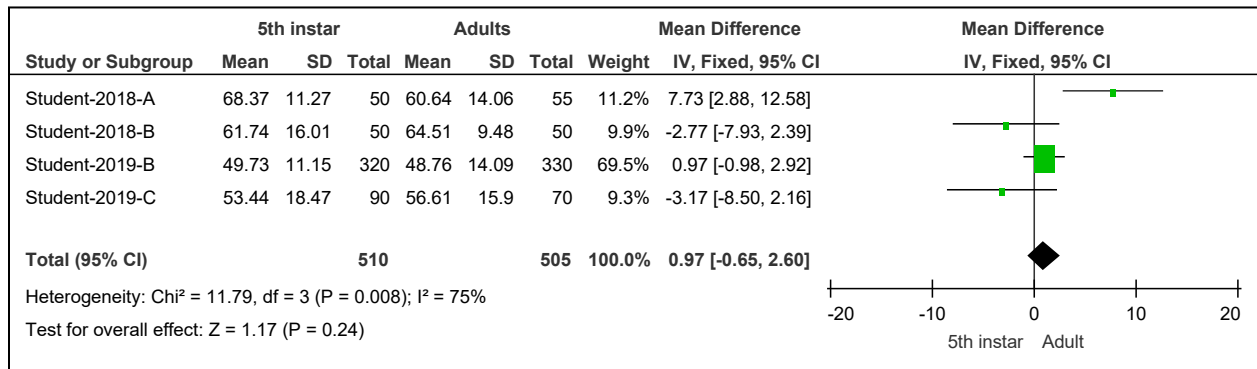 5th instar Adults Mean Difference Mean Difference
Study or Subgroup Mean SD Total Mean SD Total Weight IV, Fixed, 95% CI IV, Fixed, 95% CI
Student-2018-A 68.37 11.27 50 60.64 14.06 55 11.2% 7.73 [2.88, 12.58]
Student-2018-B 61.74 16.01 50 64.51 9.48 50 9.9% -2.77 [-7.93, 2.39]
Student-2019-B 49.73 11.15 320 48.76 14.09 330 69.5% 0.97 [-0.98, 2.92]
Student-2019-C 53.44 18.47 90 56.61 15.9 70 9.3% -3.17 [-8.50, 2.16]
Total (95% CI) 510 505 100.0% 0.97 [-0.65, 2.60]
Heterogeneity: Chi² = 11.79, df = 3 (P = 0.008); I² = 75%
Test for overall effect: Z = 1.17 (P = 0.24)
-20 -10 0 10 20
5th instar Adult